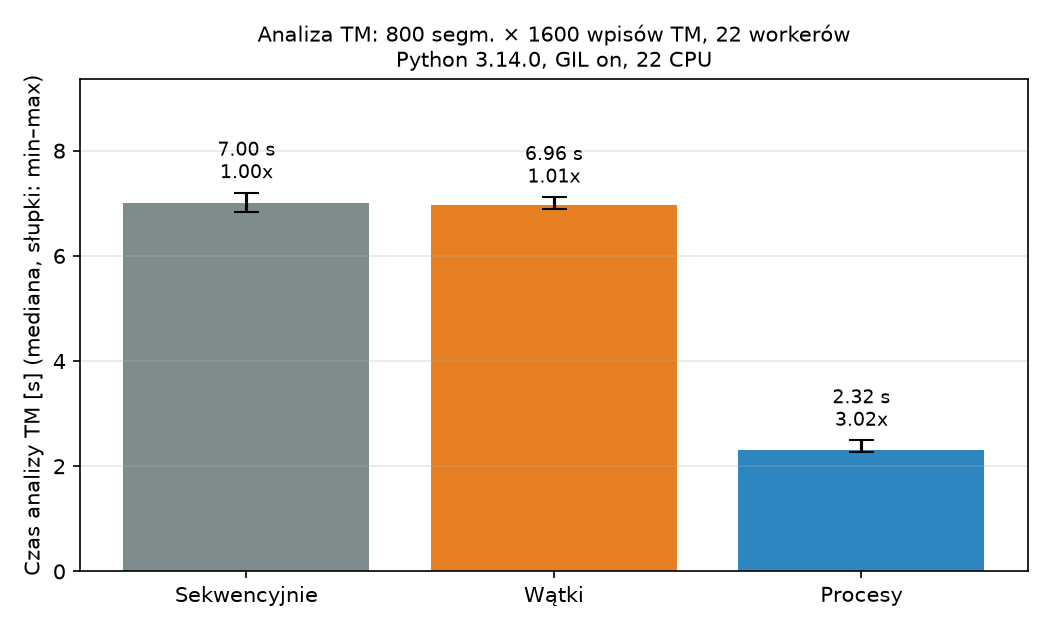 Analiza TM: 800 segm. × 1600 wpisów TM, 22 workerów
Python 3.14.0, GIL on, 22 CPU
Czas analizy TM [s] (mediana, słupki: min–max)
8
6
4
2
0
7.00 s
1.00x
6.96 s
1.01x
2.32 s
3.02x
Sekwencyjnie
Wątki
Procesy